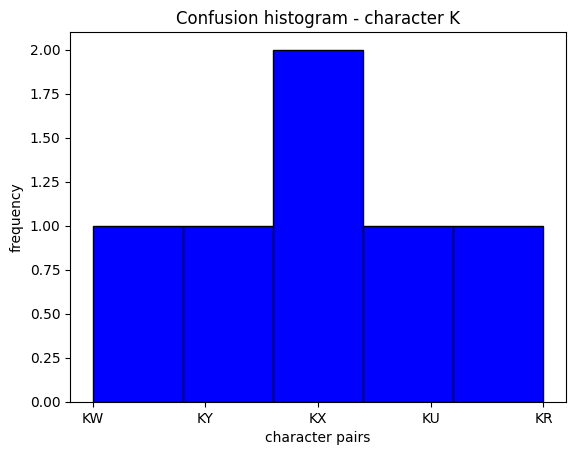 Confusion histogram - character K
2.00
1.75
1.50
1.25
1.00
0.75
0.50
0.25
0.00
frequency
KW KY KX KU KR
character pairs